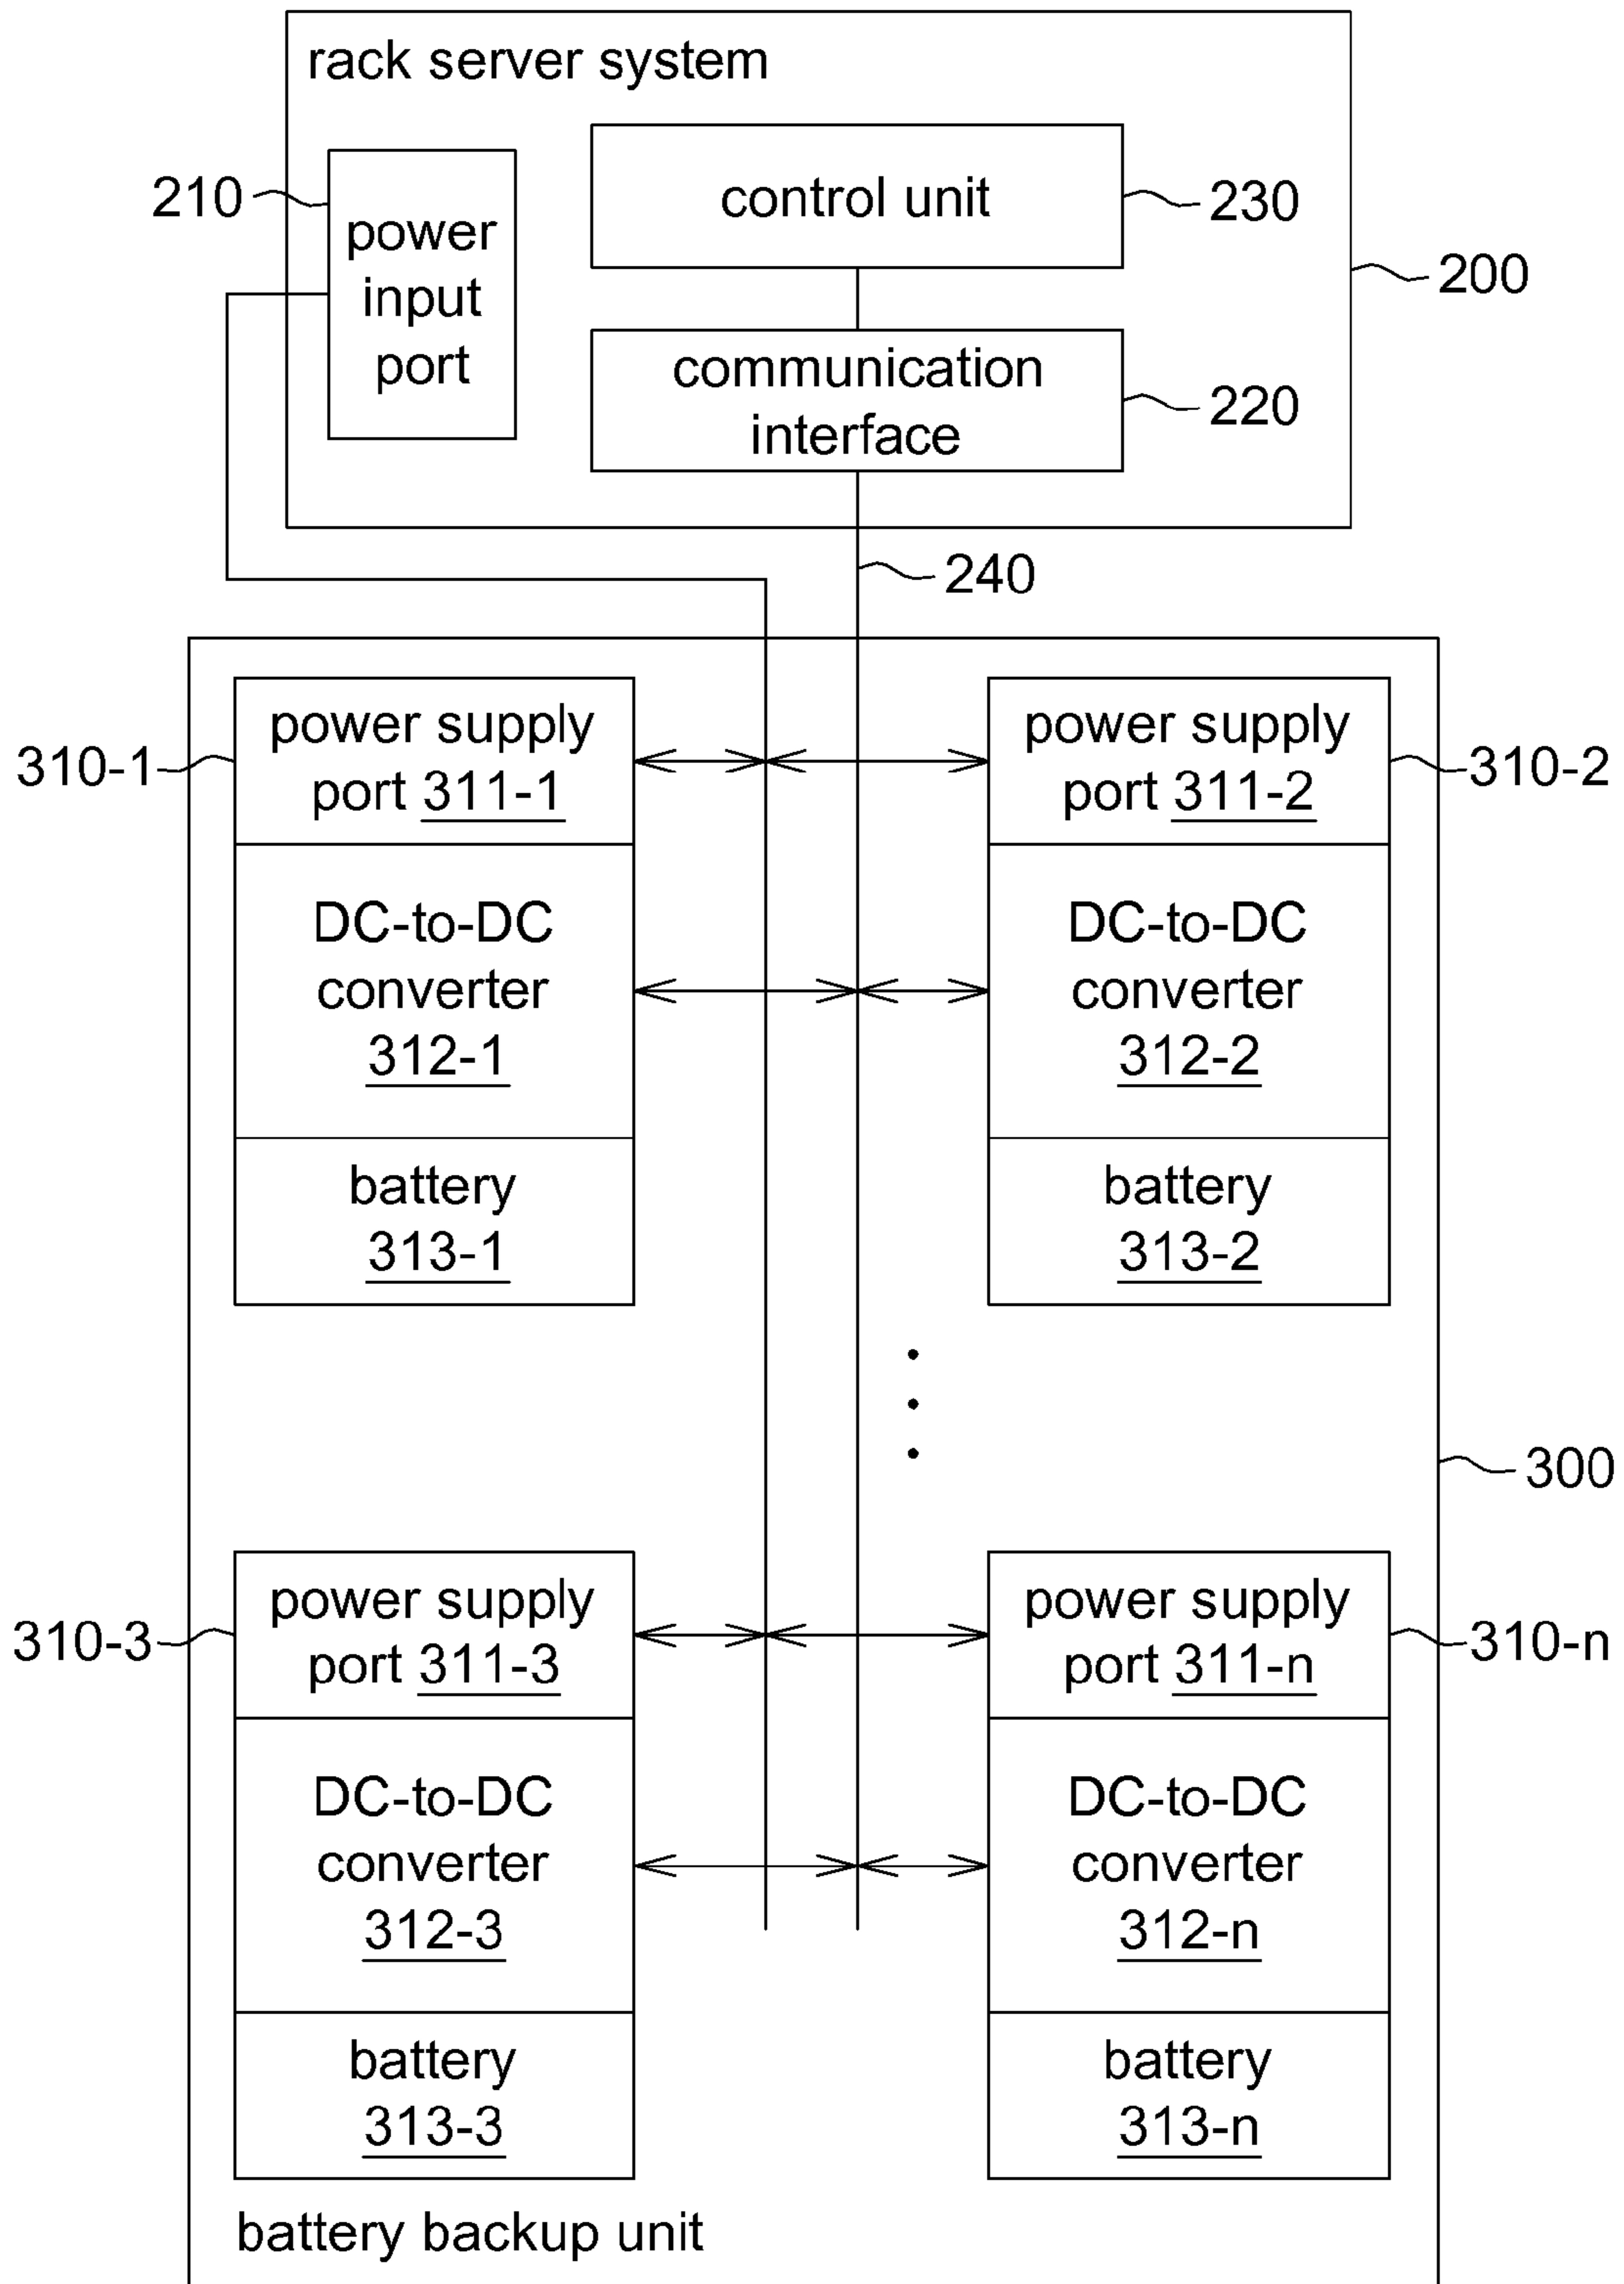 rack server system
210
power
input
port
control unit
230
200
communication
interface
220
240
310-1
power supply
port 311-1
DC-to-DC
converter
312-1
battery
313-1
power supply
port 311-2
310-2
DC-to-DC
converter
312-2
battery
313-2
300
310-3
power supply
port 311-3
DC-to-DC
converter
312-3
battery
313-3
power supply
port 311-n
310-n
DC-to-DC
converter
312-n
battery
313-n
battery backup unit